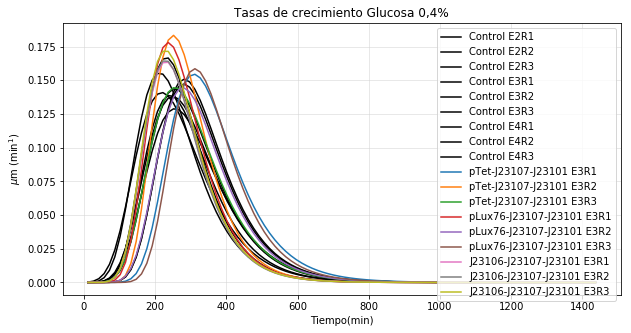 Tasas de crecimiento Glucosa 0,4%
0.175
0.150
0.125
0.100
0.075
0.050
0.025
0.000
μm (min¹)
Control E2R1
Control E2R2
Control E2R3
Control E3R1
Control E3R2
Control E3R3
Control E4R1
Control E4R2
Control E4R3
pTet-J23107-J23101 E3R1
pTet-J23107-J23101 E3R2
pTet-J23107-J23101 E3R3
pLux76-J23107-J23101 E3R1
pLux76-J23107-J23101 E3R2
pLux76-J23107-J23101 E3R3
J23106-J23107-J23101 E3R1
J23106-J23107-J23101 E3R2
J23106-J23107-J23101 E3R3
0 200 400 600 800 1000 1200 1400
Tiempo(min)